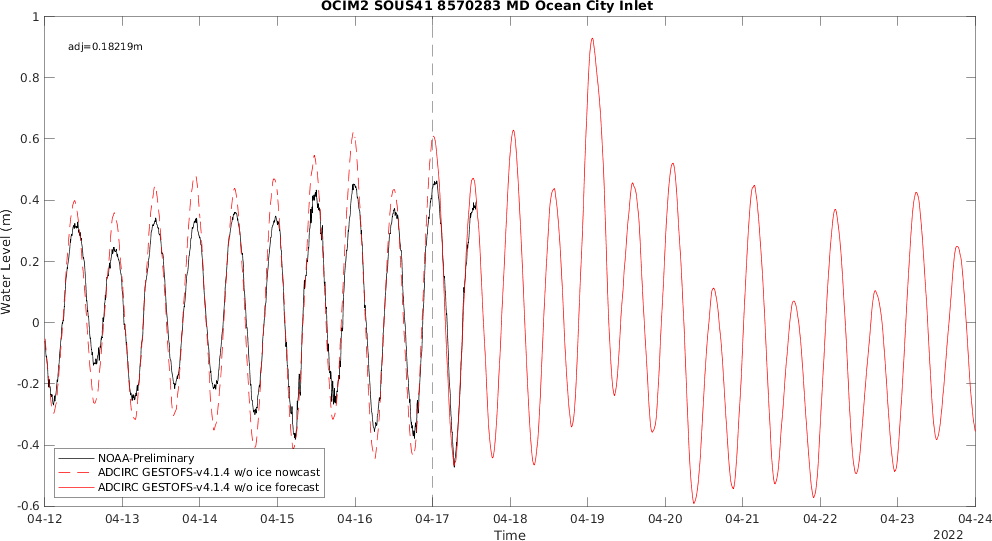 OCIM2 SOUS41 8570283 MD Ocean City Inlet
adj=0.18219m
Water Level (m)
1
0.8
0.6
0.4
0.2
0
-0.2
-0.4
-0.6
NOAA-Preliminary
ADCIRC GESTOFS-v4.1.4 w/o ice nowcast
ADCIRC GESTOFS-v4.1.4 w/o ice forecast
04-12 04-13 04-14 04-15 04-16 04-17 04-18 04-19 04-20 04-21 04-22 04-23 04-24
Time
2022